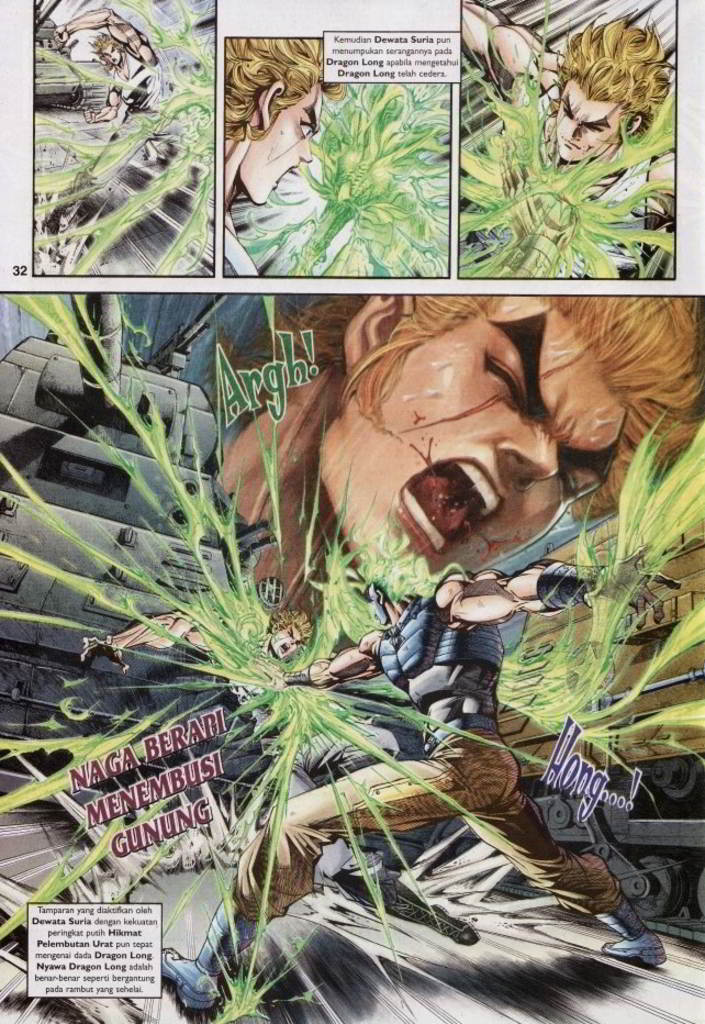 Kemudian Dewata Suria pun
menumpukan serangannya pada
Dragon Long apabila mengetahui
Dragon Long telah cedera.
32
Argh!
NAGA BERAPI
MENEMBUSI
GUNUNG
Hong...!
Tamparan yang diaktifkan oleh
Dewata Suria dengan kekuatan
peringkat putih Hikmat
Pelembutan Urat pun tepat
mengenai dada Dragon Long.
Nyawa Dragon Long adalah
benar-benar seperti bergantung
pada rambut yang sehelai.